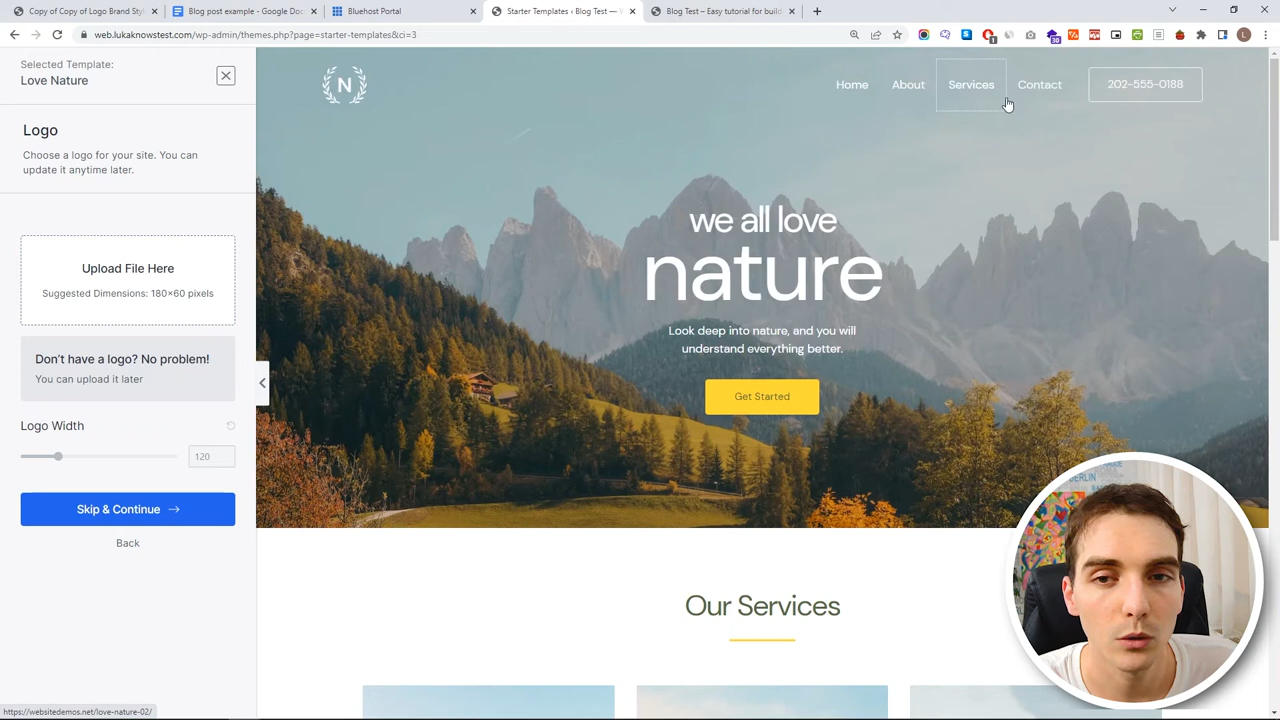 Copy of Copy of Logo Brand Styl
Blog post example - Google Doc
Bluehost Portal
Starter Templates ‹ Blog Test — W
Blog Test – Easy tutorial for build
web.lukaknowstest.com/wp-admin/themes.php?page=starter-templates&ci=3
Selected Template:
Love Nature
Logo
Choose a logo for your site. You can
update it anytime later.
Upload File Here
Suggested Dimensions: 180×60 pixels
Don't have a logo? No problem!
You can upload it later
Logo Width
120
Skip & Continue
Back
https://websitedemos.net/love-nature-02/
N
Home
About
Services
Contact
202-555-0188
we all love
nature
Look deep into nature, and you will
understand everything better.
Get Started
Our Services
1
30
L